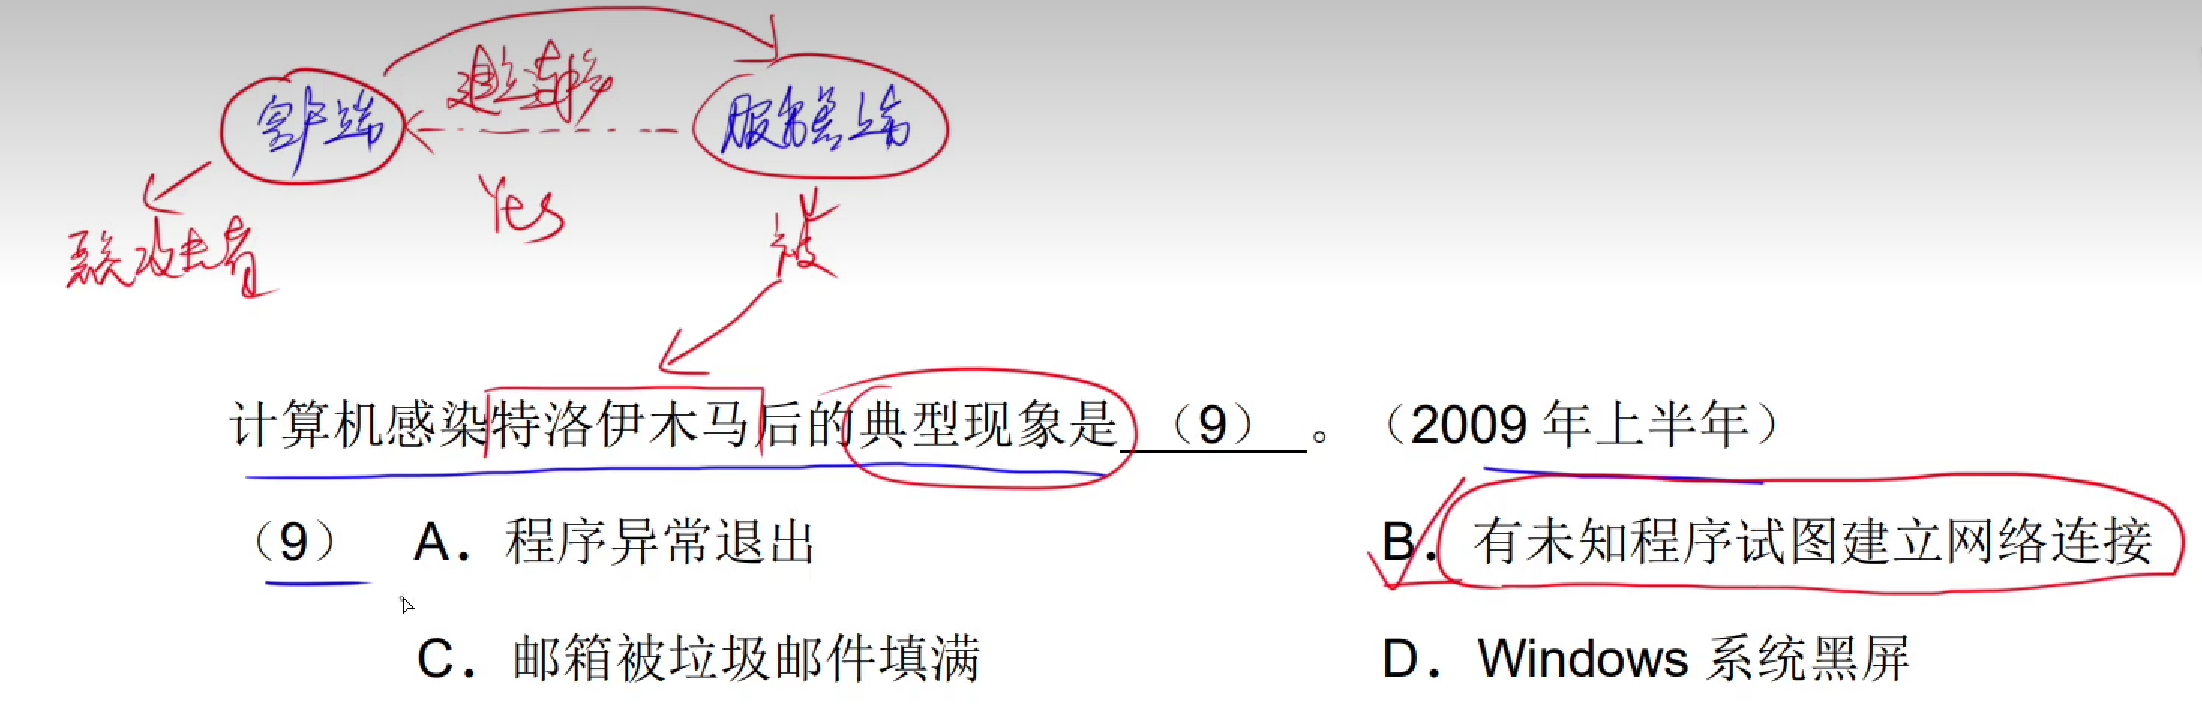 建立连接
客户端 服务器端
Yes 被
攻击者
计算机感染特洛伊木马后的典型现象是 （9） 。（2009 年上半年）
（9） A．程序异常退出 B．有未知程序试图建立网络连接
C．邮箱被垃圾邮件填满 D．Windows 系统黑屏